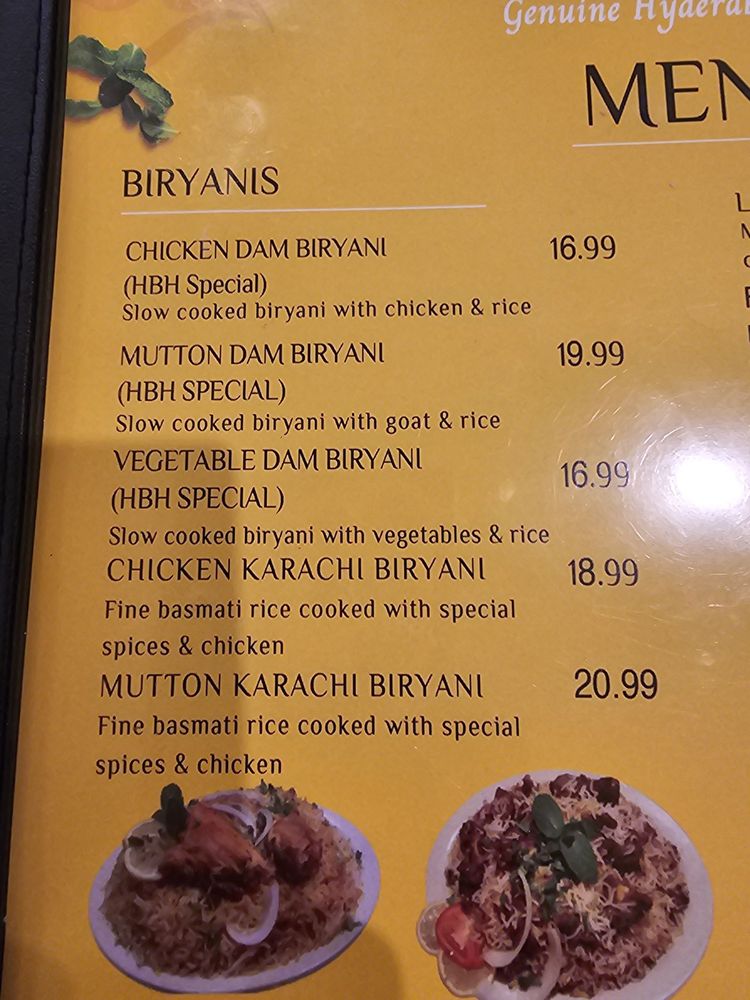 Genuine
MEN
BIRYANIS
CHICKEN DAM BIRYANI 16.99
(HBH Special)
Slow cooked biryani with chicken & rice
MUTTON DAM BIRYANI 19.99
(HBH SPECIAL)
Slow cooked biryani with goat & rice
VEGETABLE DAM BIRYANI 16.99
(HBH SPECIAL)
Slow cooked biryani with vegetables & rice
CHICKEN KARACHI BIRYANI 18.99
Fine basmati rice cooked with special
spices & chicken
MUTTON KARACHI BIRYANI 20.99
Fine basmati rice cooked with special
spices & chicken